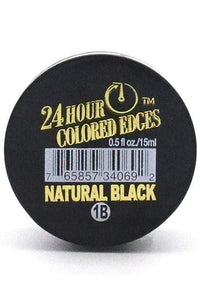 24 HOUR ™
COLORED EDGES
0.5 fl oz/15ml
7 65857 34069 2
NATURAL BLACK
1B